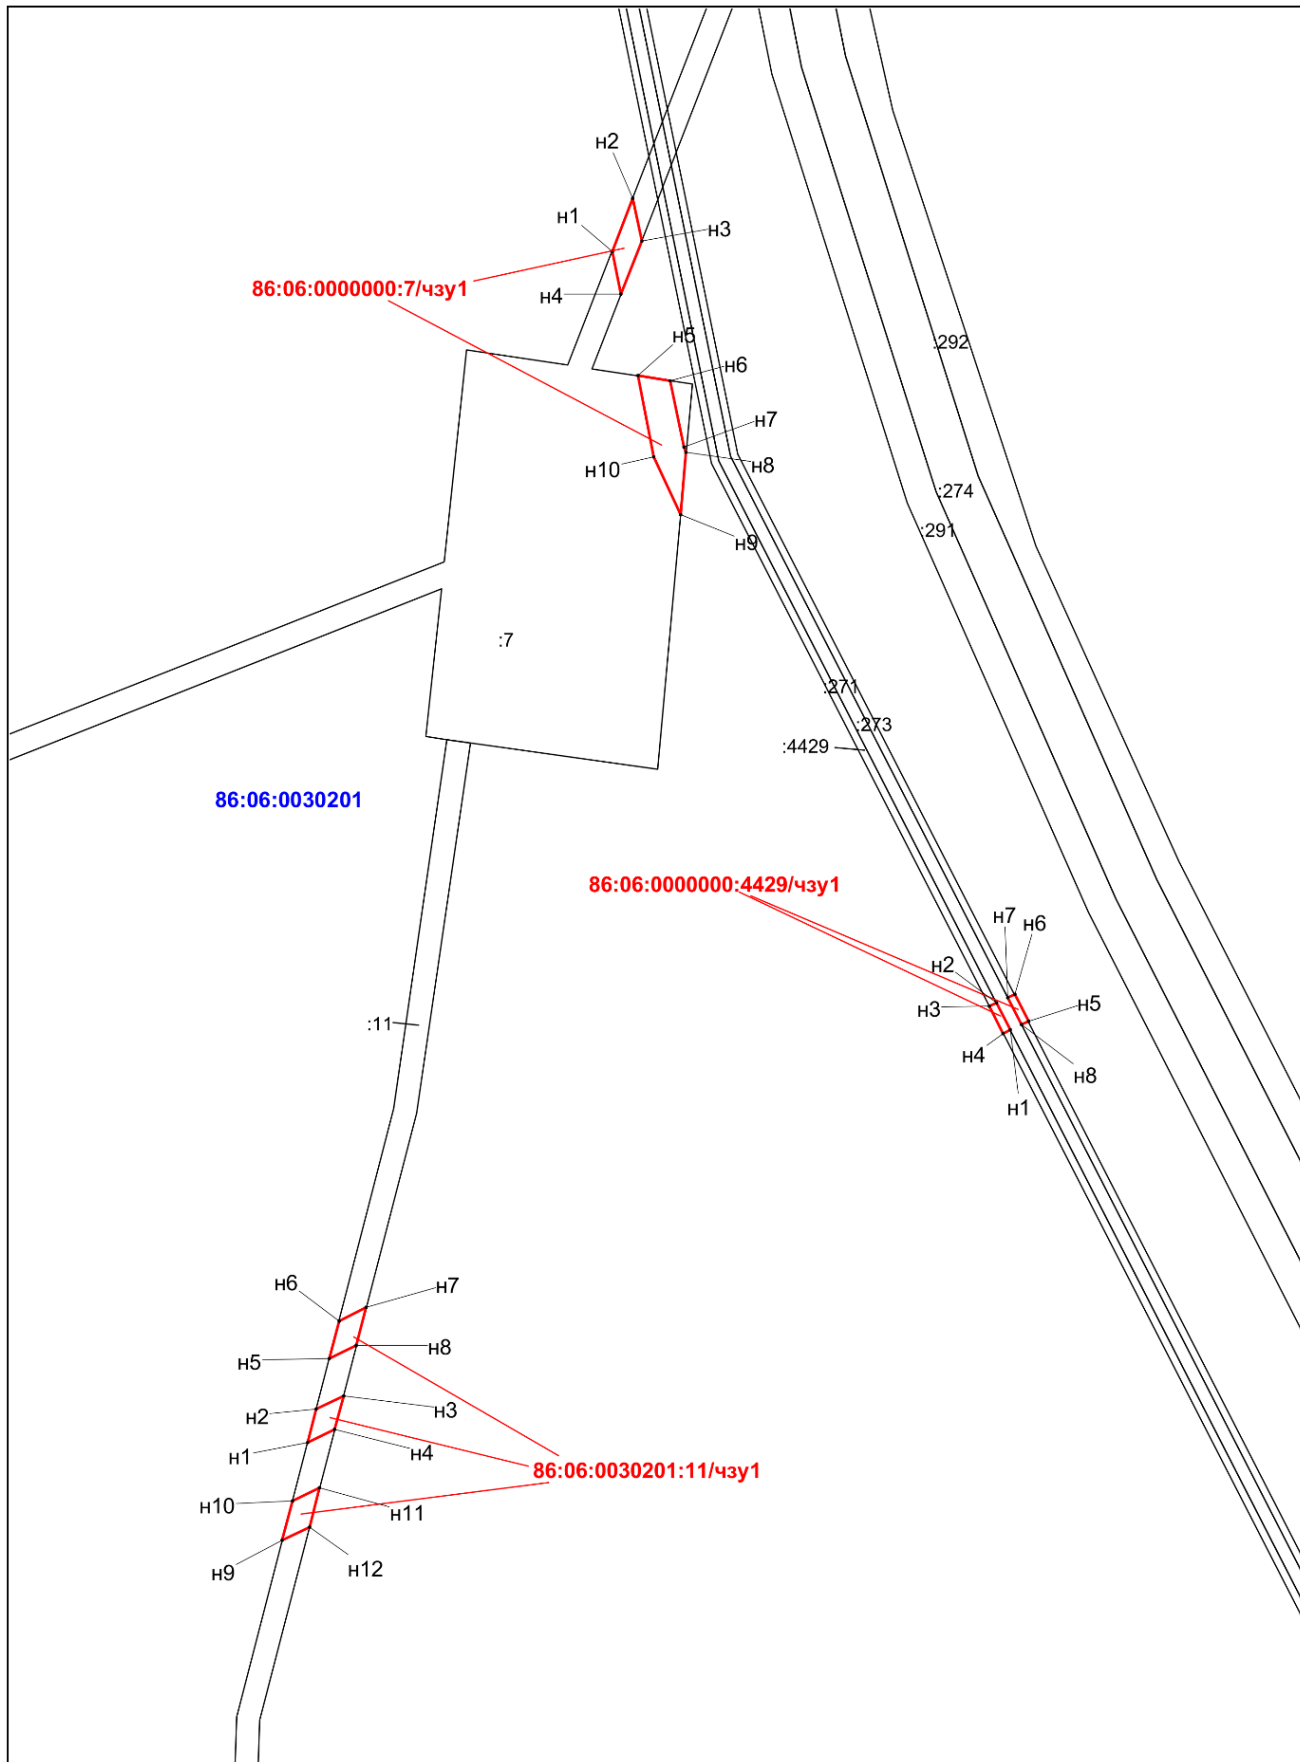 н2
н1
н3
86:06:0000000:7/чзу1
н4
н5
:292
н6
н7
н8
н10
:274
:291
н9
:7
:271
:273
:4429
86:06:0030201
86:06:0000000:4429/чзу1
н7
н6
н2
н3
н5
:11
н4
н8
н1
н6
н7
н8
н5
н3
н2
н4
н1
86:06:0030201:11/чзу1
н10
н11
н9
н12